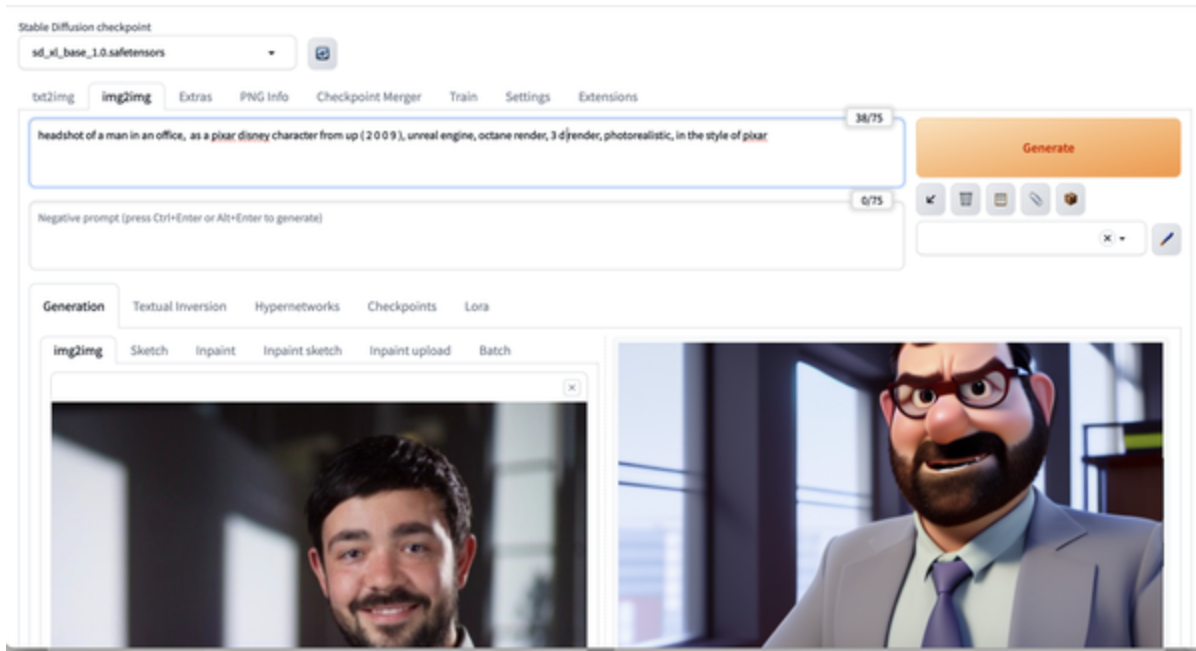 Stable Diffusion checkpoint
sd_xl_base_1.0.safetensors
txt2img img2img Extras PNG Info Checkpoint Merger Train Settings Extensions
38/75
headshot of a man in an office, as a pixar disney character from up ( 2 0 0 9 ), unreal engine, octane render, 3 d render, photorealistic, in the style of pixar
Generate
0/75
Negative prompt (press Ctrl+Enter or Alt+Enter to generate)
Generation Textual Inversion Hypernetworks Checkpoints Lora
img2img Sketch Inpaint Inpaint sketch Inpaint upload Batch